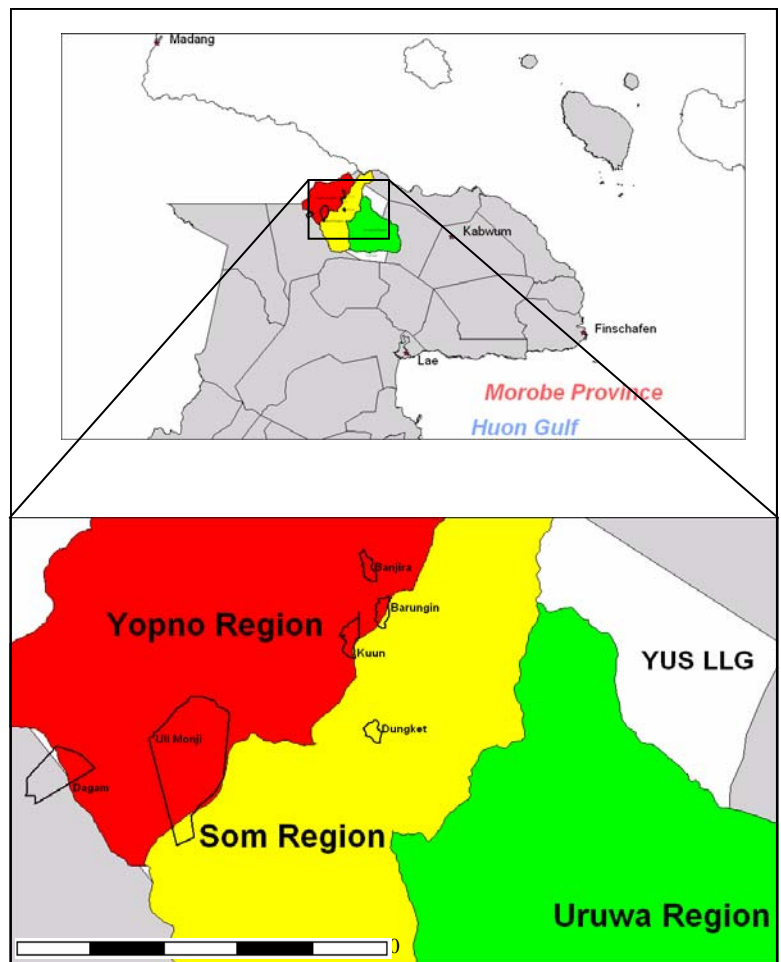 Madang
Kabwum
Finschafen
Lae
Morobe Province
Huon Gulf
Banjira
Barungin
Yopno Region
Kuun
YUS LLG
Dungket
Uli Monji
Dagam
Som Region
Uruwa Region
0